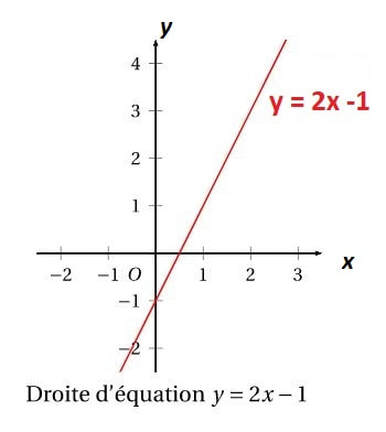 y
4
3
y = 2x -1
2
1
−2 −1 O 1 2 3 x
−1
−2
Droite d'équation y = 2x − 1